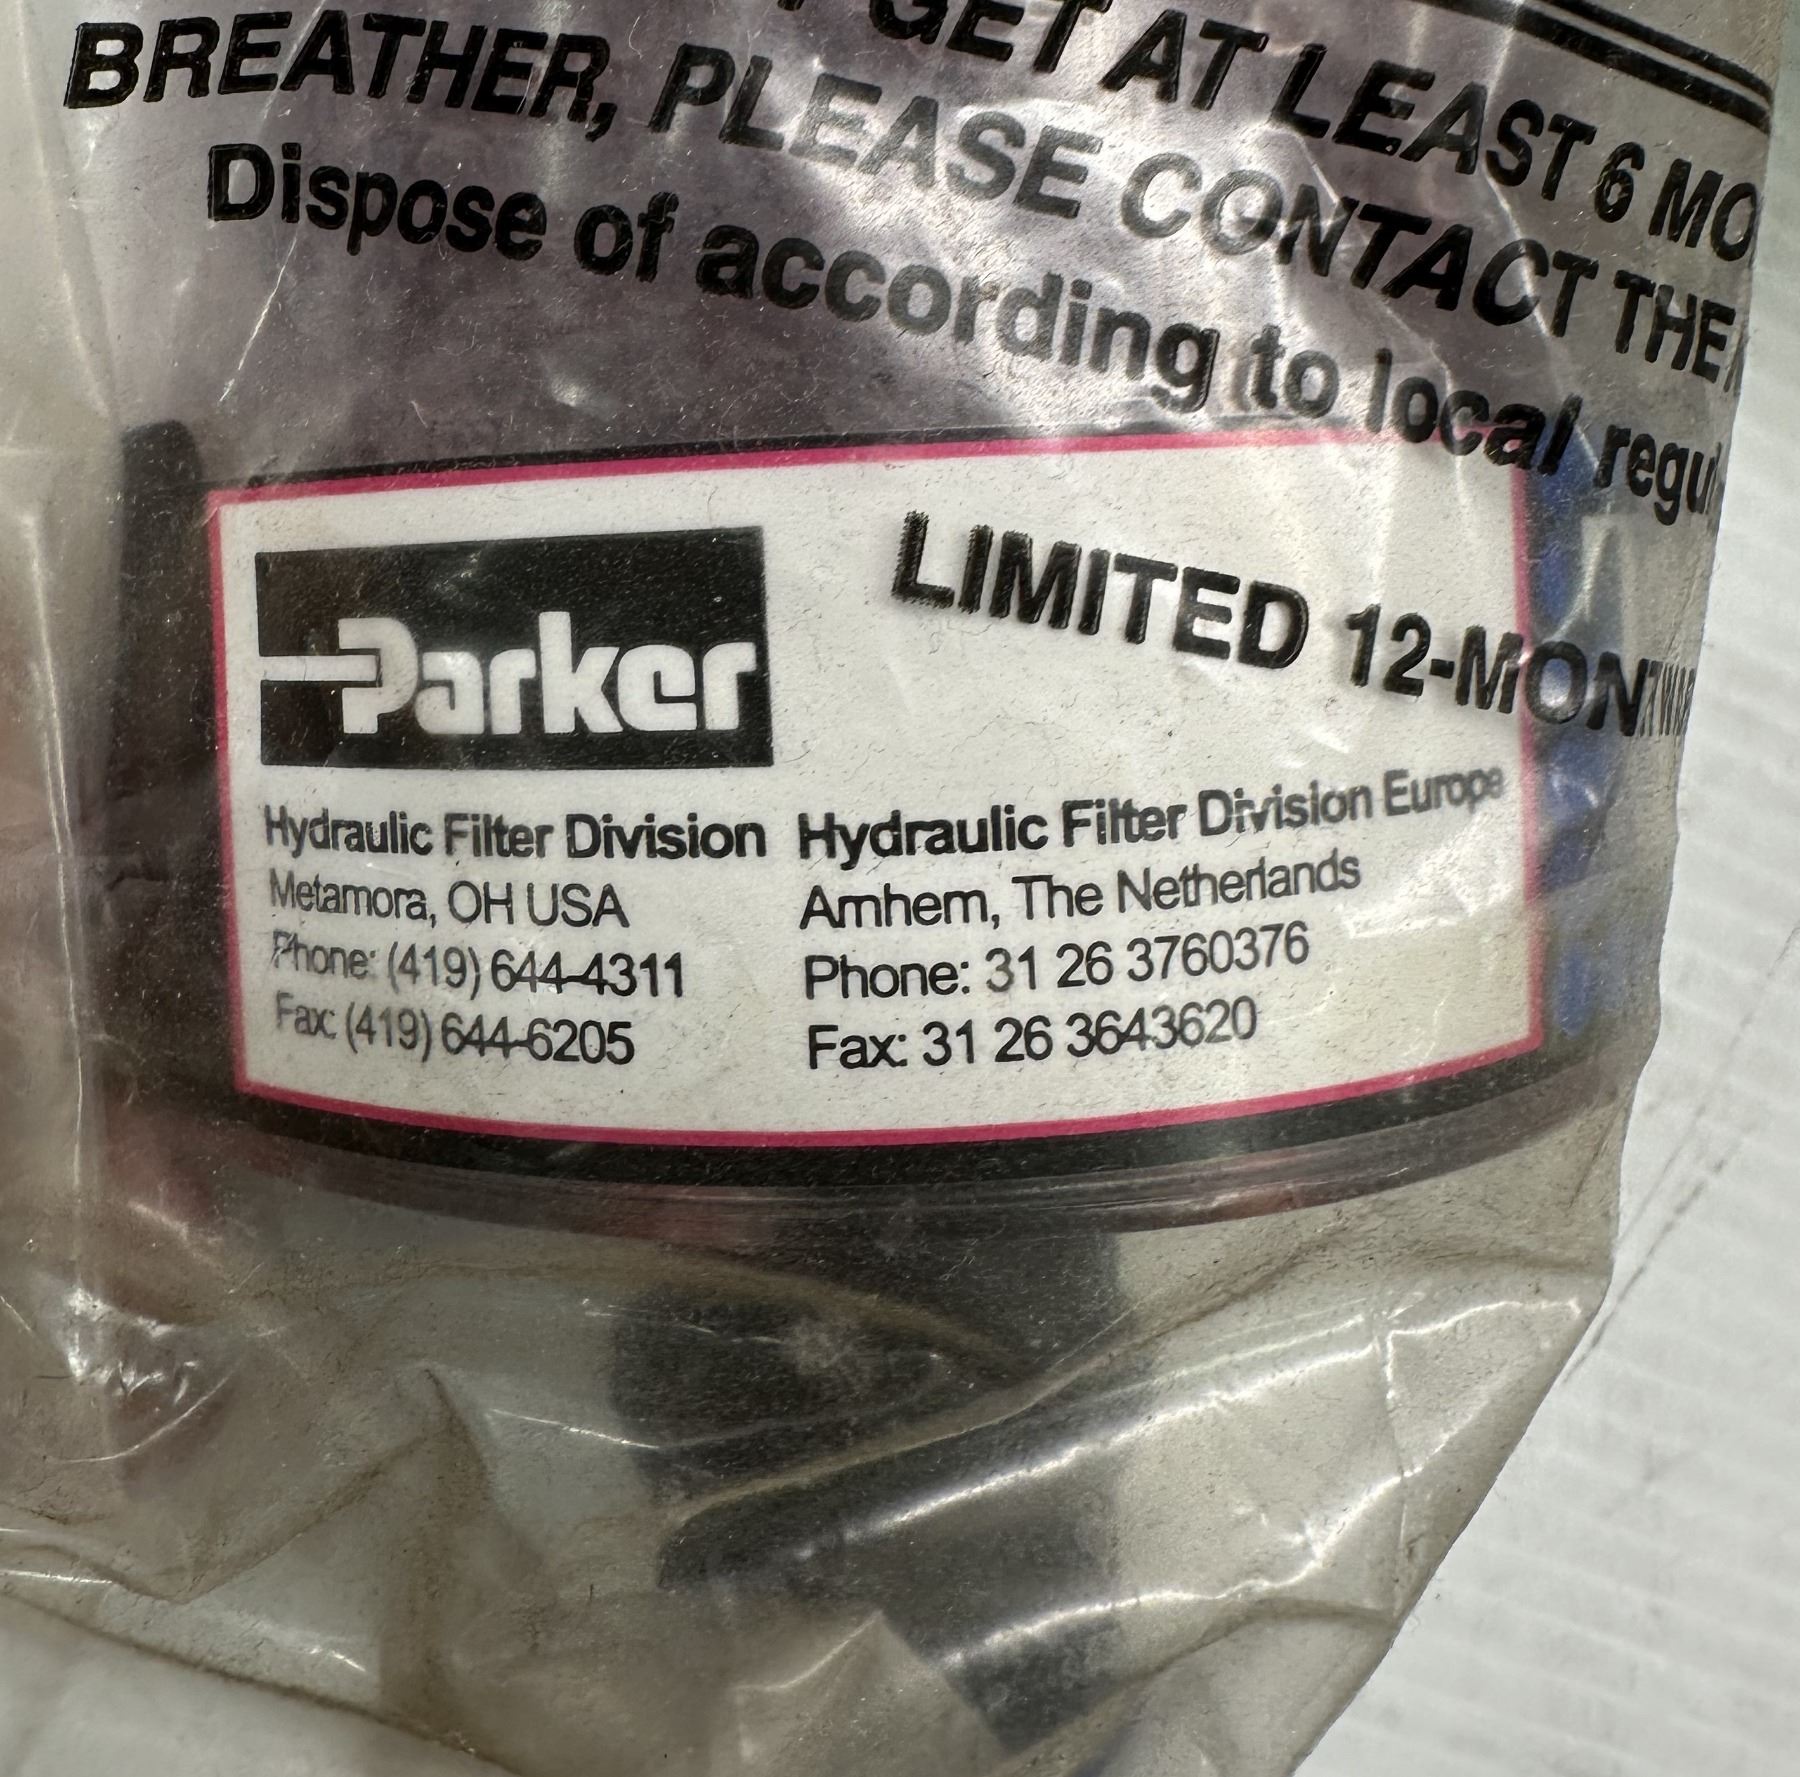 GET AT LEAST 6 MO
BREATHER, PLEASE CONTACT THE
Dispose of according to local regu
LIMITED 12-MON
Parker
Hydraulic Filter Division
Metamora, OH USA
Phone: (419) 644-4311
Fax: (419) 644-6205
Hydraulic Filter Division Europe
Arnhem, The Netherlands
Phone: 31 26 3760376
Fax: 31 26 3643620